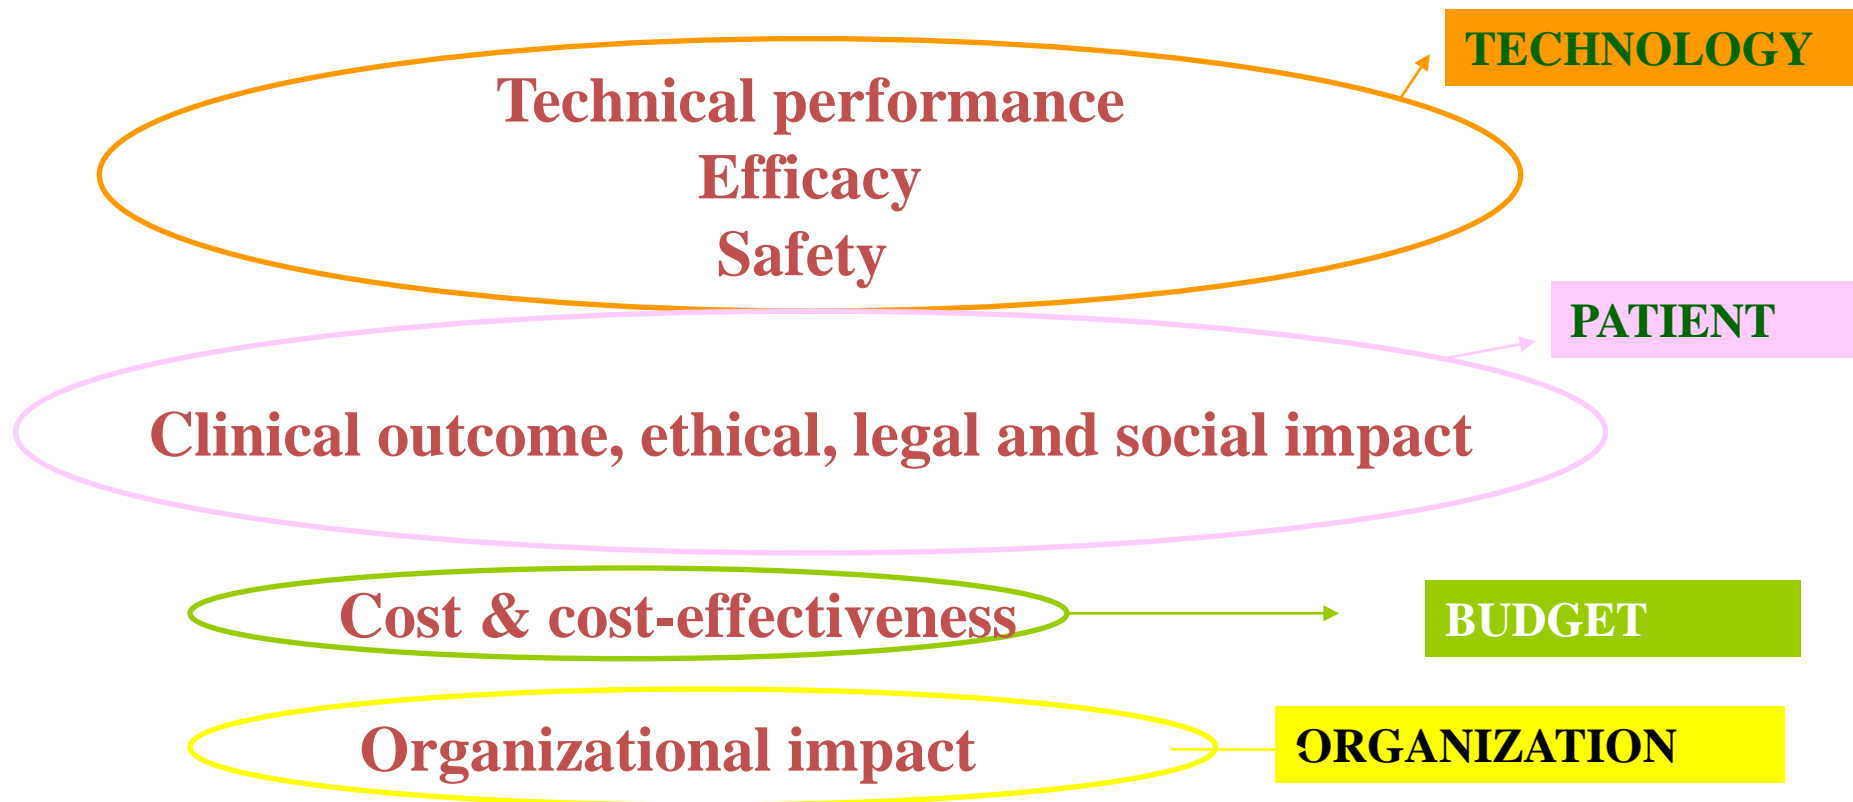 TECHNOLOGY
Technical performance
Efficacy
Safety
PATIENT
Clinical outcome, ethical, legal and social impact
Cost & cost-effectiveness
BUDGET
Organizational impact
ORGANIZATION